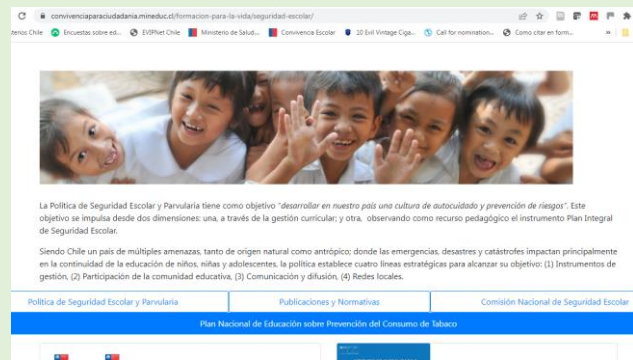 convivenciaparaciudadania.mineduc.cl/formacion-para-la-vida/seguridad-escolar/
Encuestas sobre ed... EVIPNet Chile Ministerio de Salud... Convivencia Escolar 10 Evil Vintage Ciga... Call for nomination... Como citar en form... »
La Política de Seguridad Escolar y Parvularia tiene como objetivo "desarrollar en nuestro país una cultura de autocuidado y prevención de riesgos". Este
objetivo se impulsa desde dos dimensiones: una, a través de la gestión curricular; y otra, observando como recurso pedagógico el instrumento Plan Integral
de Seguridad Escolar.
Siendo Chile un país de múltiples amenazas, tanto de origen natural como antrópico; donde las emergencias, desastres y catástrofes impactan principalmente
en la continuidad de la educación de niños, niñas y adolescentes, la política establece cuatro líneas estratégicas para alcanzar su objetivo: (1) Instrumentos de
gestión, (2) Participación de la comunidad educativa, (3) Comunicación y difusión, (4) Redes locales.
Política de Seguridad Escolar y Parvularia Publicaciones y Normativas Comisión Nacional de Seguridad Escolar
Plan Nacional de Educación sobre Prevención del Consumo de Tabaco